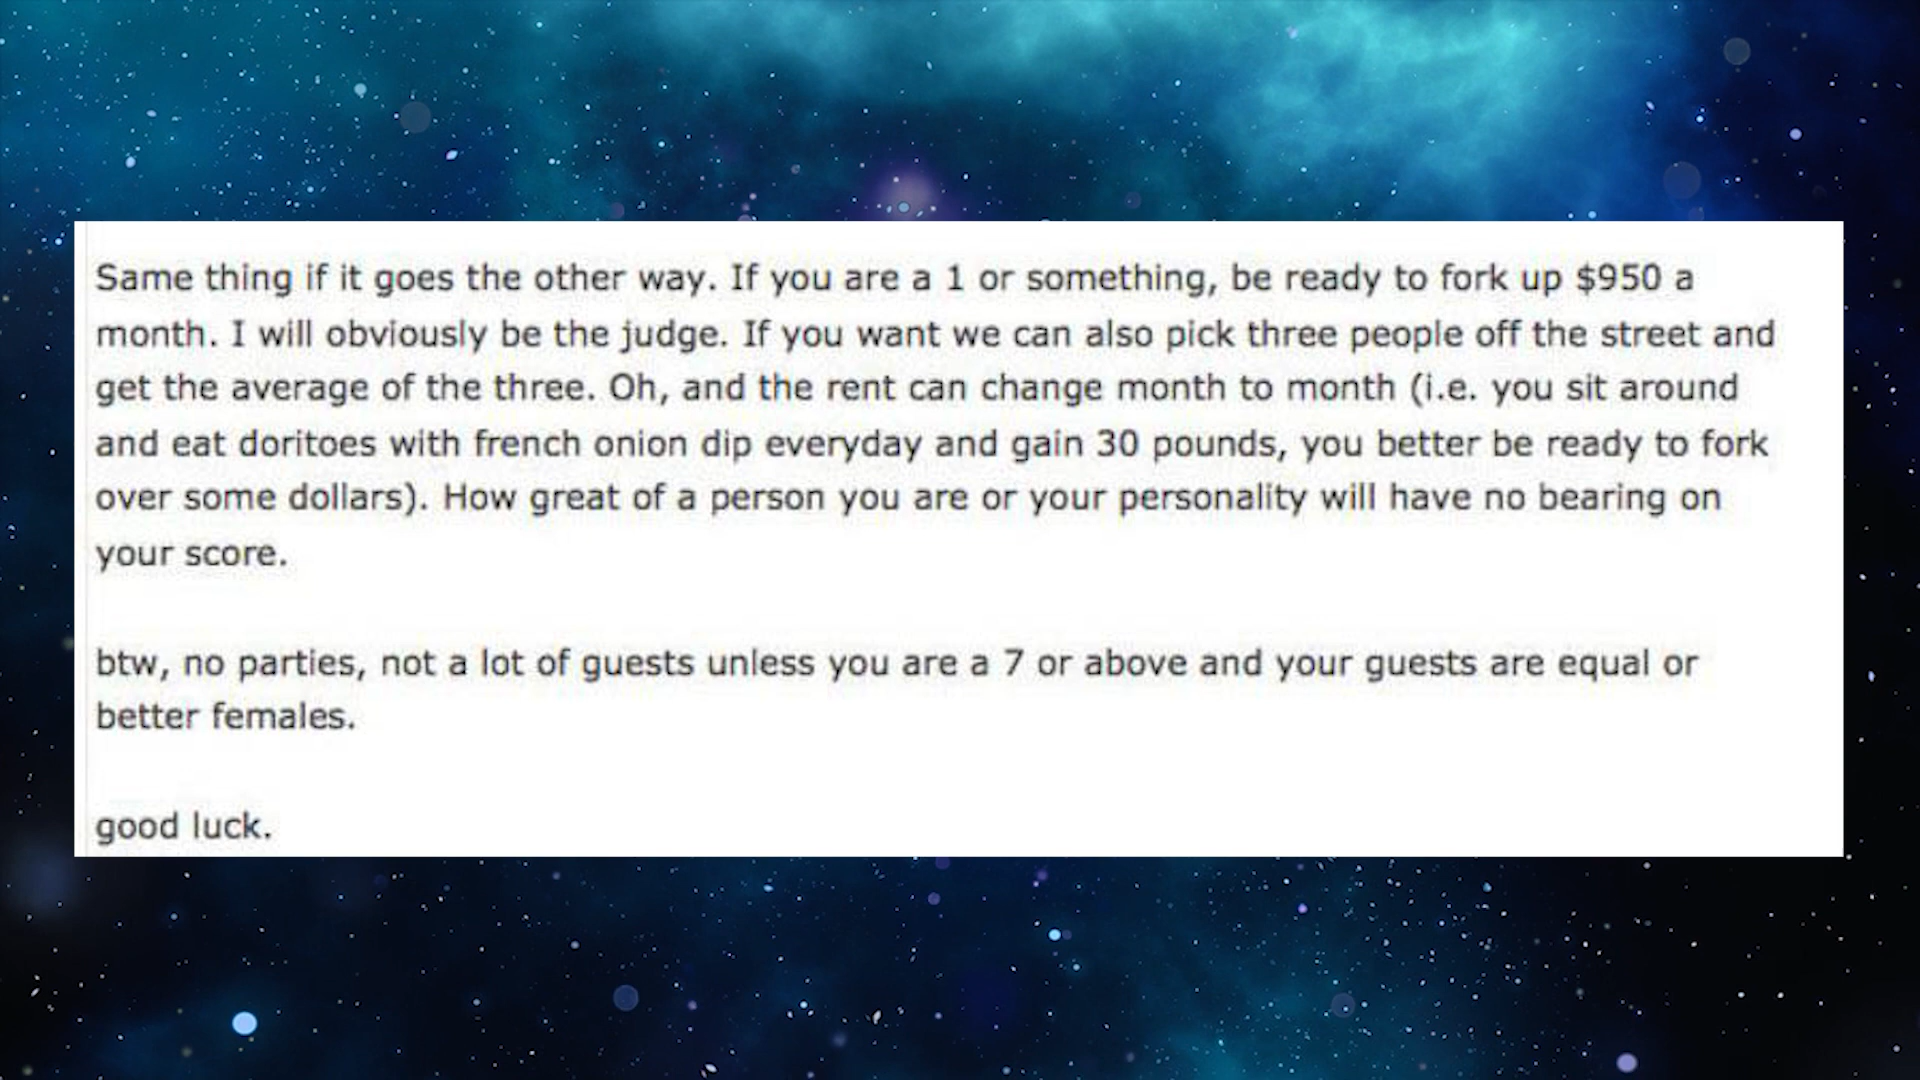 Same thing if it goes the other way. If you are a 1 or something, be ready to fork up $950 a
month. I will obviously be the judge. If you want we can also pick three people off the street and
get the average of the three. Oh, and the rent can change month to month (i.e. you sit around
and eat doritoes with french onion dip everyday and gain 30 pounds, you better be ready to fork
over some dollars). How great of a person you are or your personality will have no bearing on
your score.
btw, no parties, not a lot of guests unless you are a 7 or above and your guests are equal or
better females.
good luck.